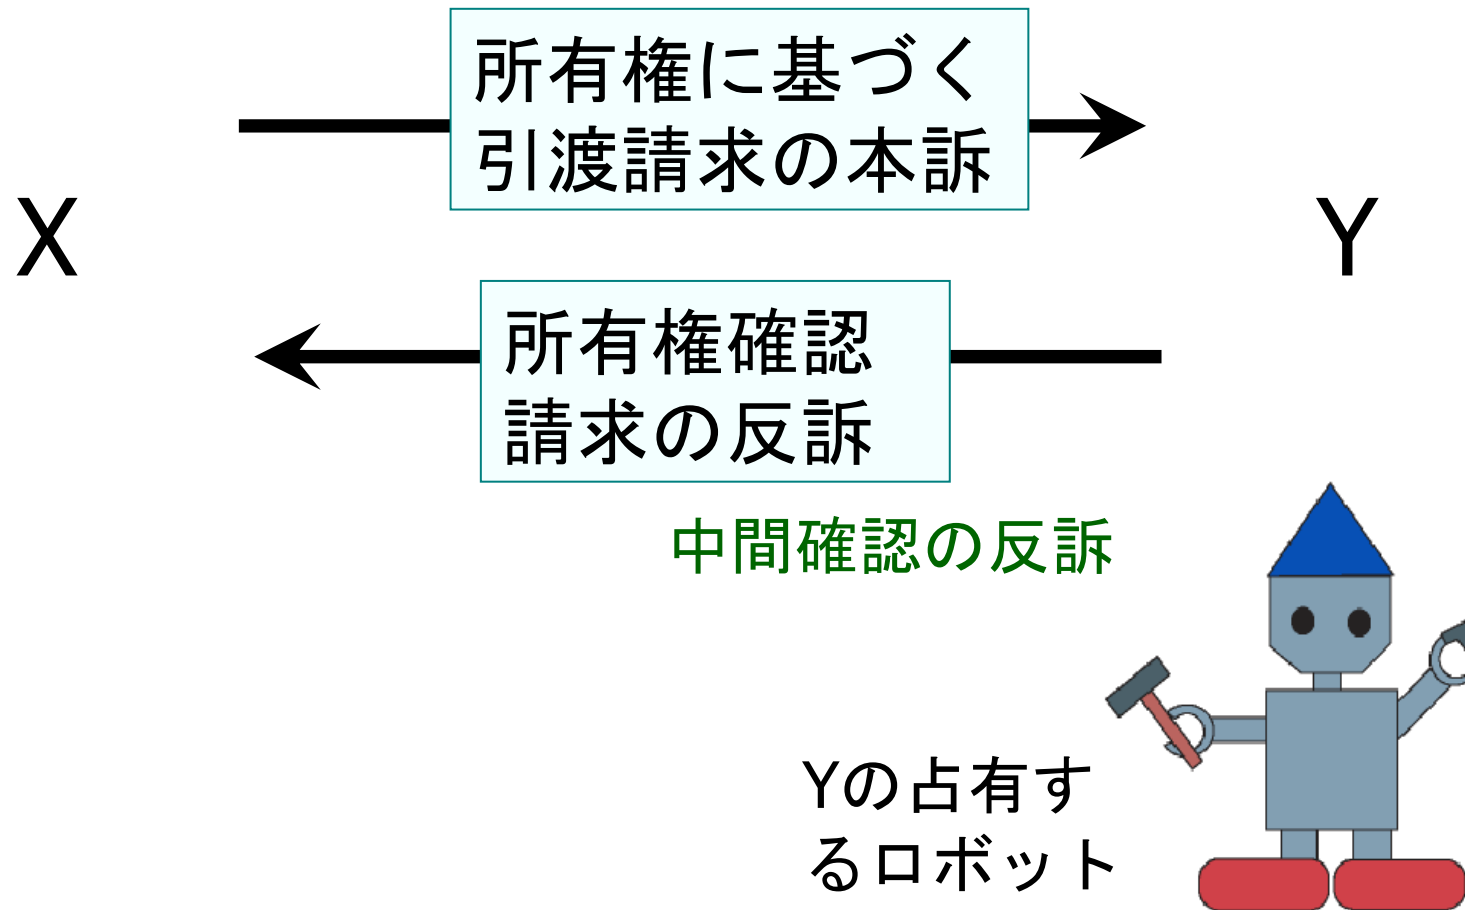 所有権に基づく
引渡請求の本訴
X
Y
所有権確認
請求の反訴
中間確認の反訴
Yの占有す
るロボット